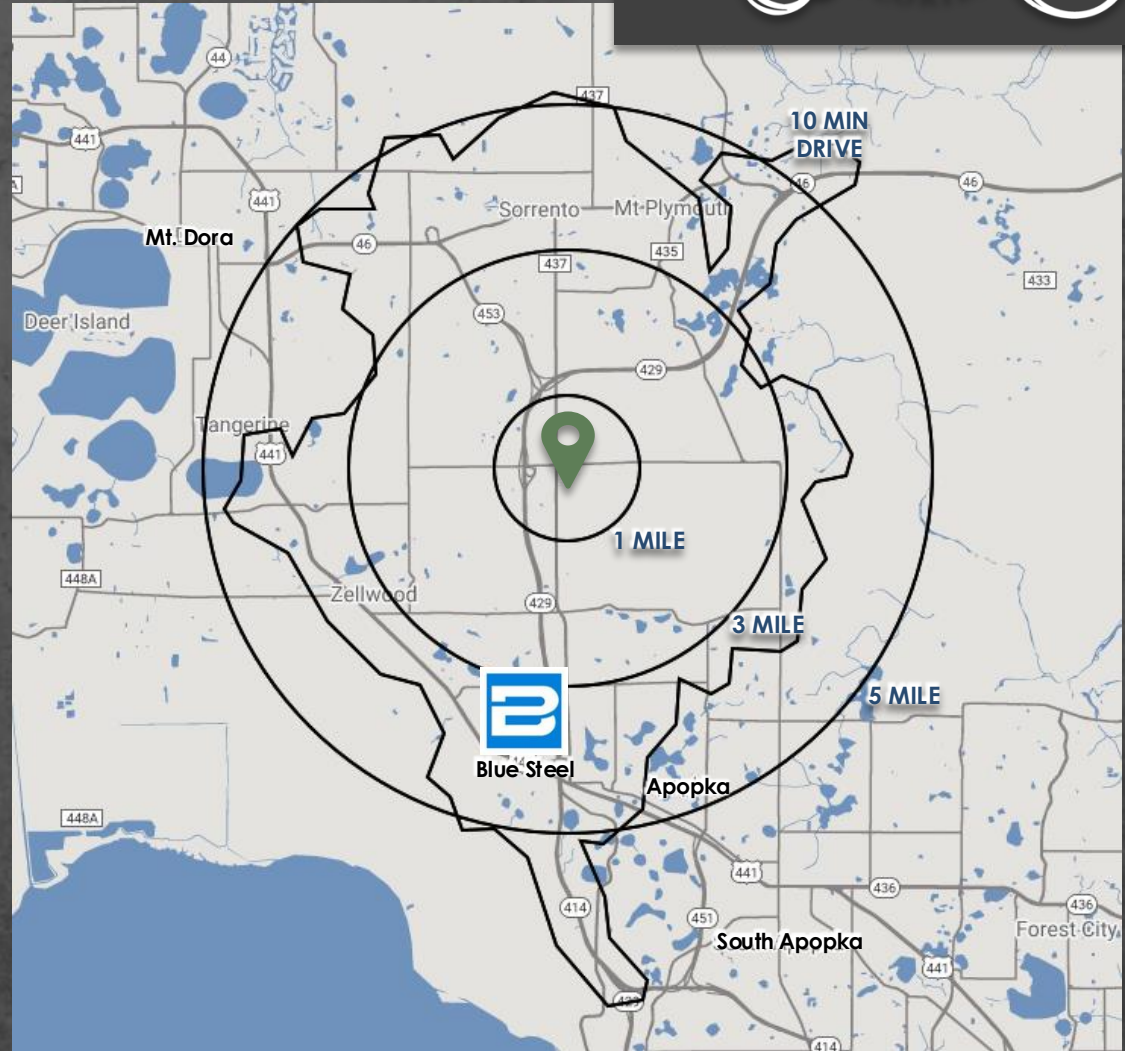 44
437
10 MIN
DRIVE
441
46
46
441
Sorrento
Mt Plymouth
Mt. Dora
46
435
437
433
453
Deer Island
429
Tangerine
441
1 MILE
448A
Zellwood
429
3 MILE
5 MILE
Blue Steel
Apopka
448A
441
436
436
414
451
Forest City
South Apopka
441
429
414